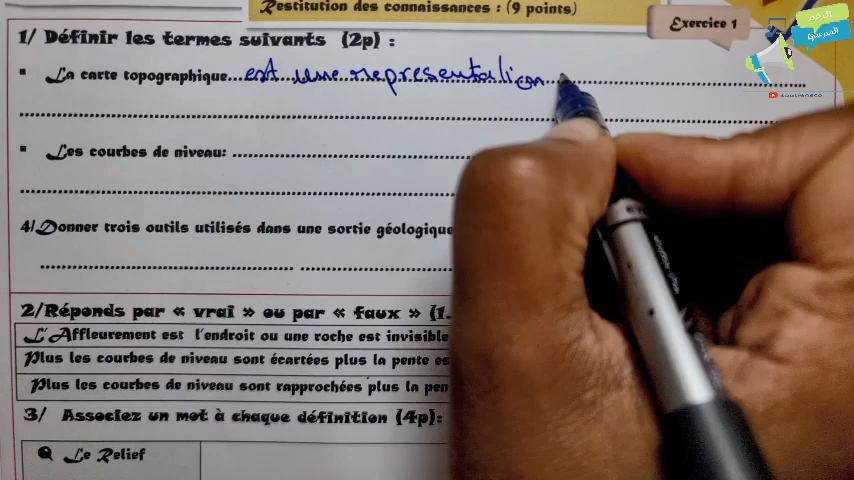 Restitution des connaissances : (9 points)
Exercice 1
الدعم
المدرسي
1/ Définir les termes suivants (2p) :
La carte topographique...est une representation
Les courbes de niveau:
4/Donner trois outils utilisés dans une sortie géologique
2/Réponds par « vrai » ou par « faux » (1.
L'Affleurement est l'endroit ou une roche est invisible
Plus les courbes de niveau sont écartées plus la pente es
Plus les courbes de niveau sont rapprochées plus la pen
3/ Associez un mot à chaque définition (4p):
Le Relief